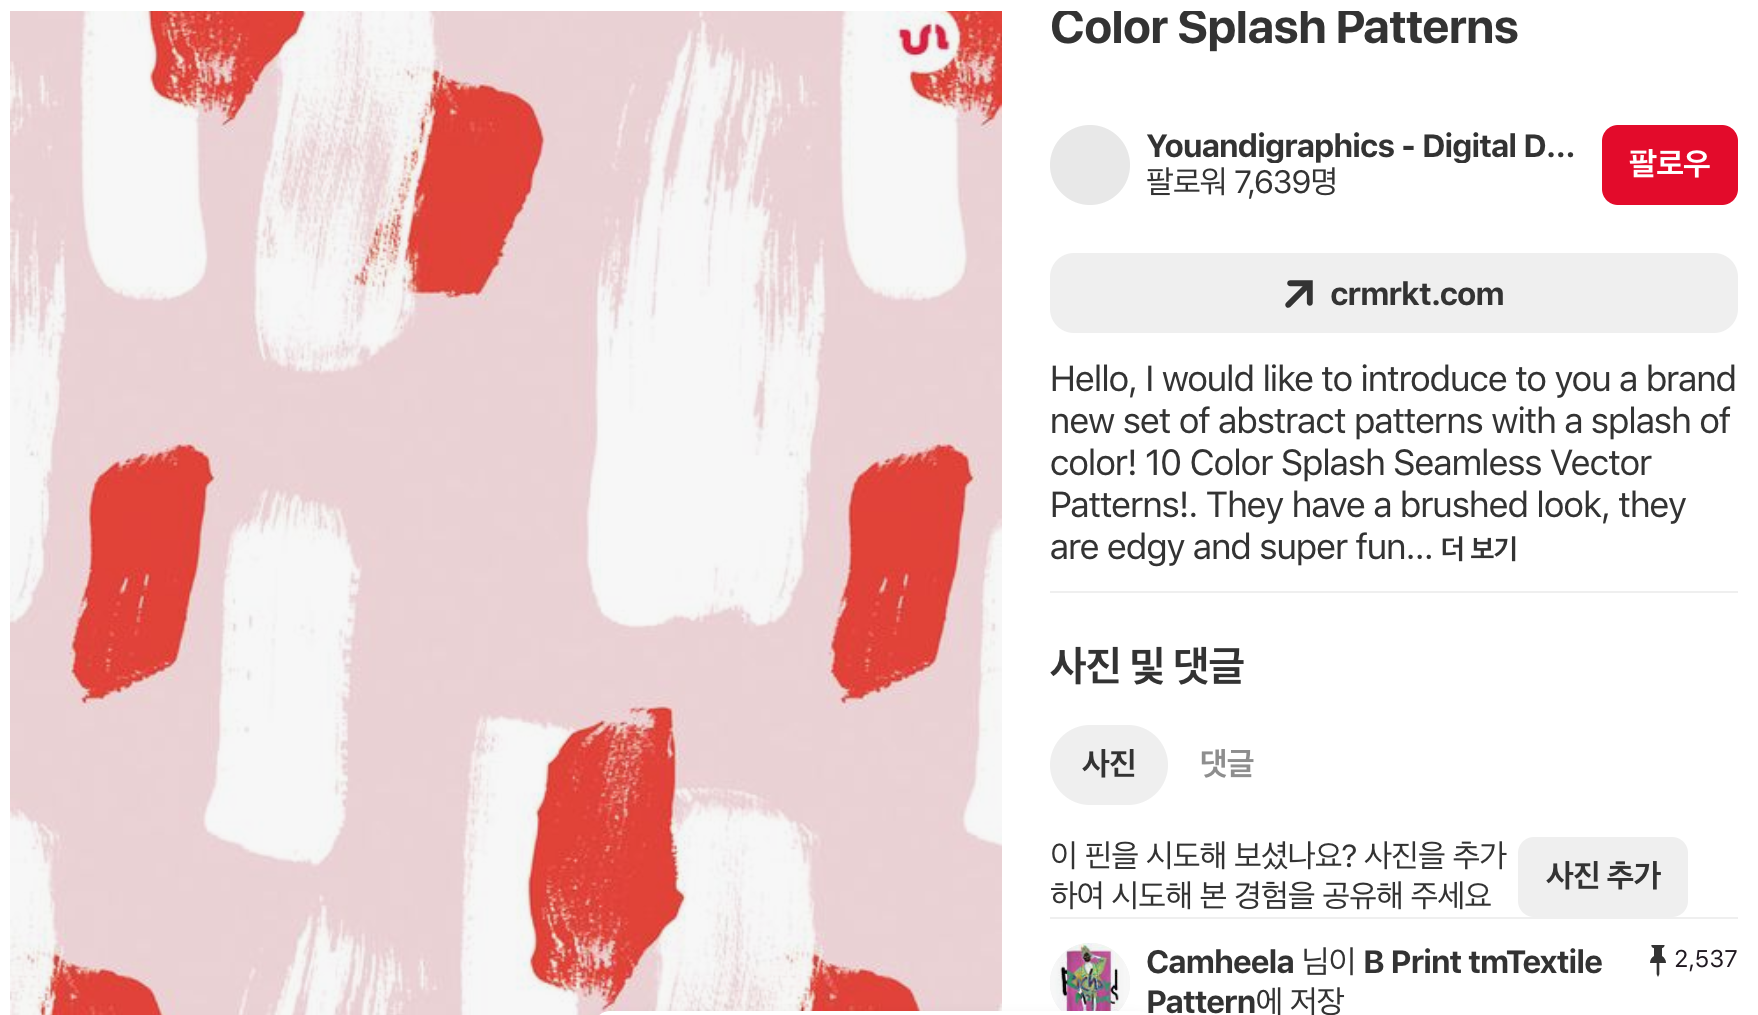 Color Splash Patterns
Youandigraphics - Digital D...
팔로워 7,639명
팔로우
crmrkt.com
Hello, I would like to introduce to you a brand
new set of abstract patterns with a splash of
color! 10 Color Splash Seamless Vector
Patterns!. They have a brushed look, they
are edgy and super fun... 더 보기
사진 및 댓글
사진
댓글
이 핀을 시도해 보셨나요? 사진을 추가
하여 시도해 본 경험을 공유해 주세요
사진 추가
Camheela 님이 B Print tmTextile
Pattern에 저장
2,537